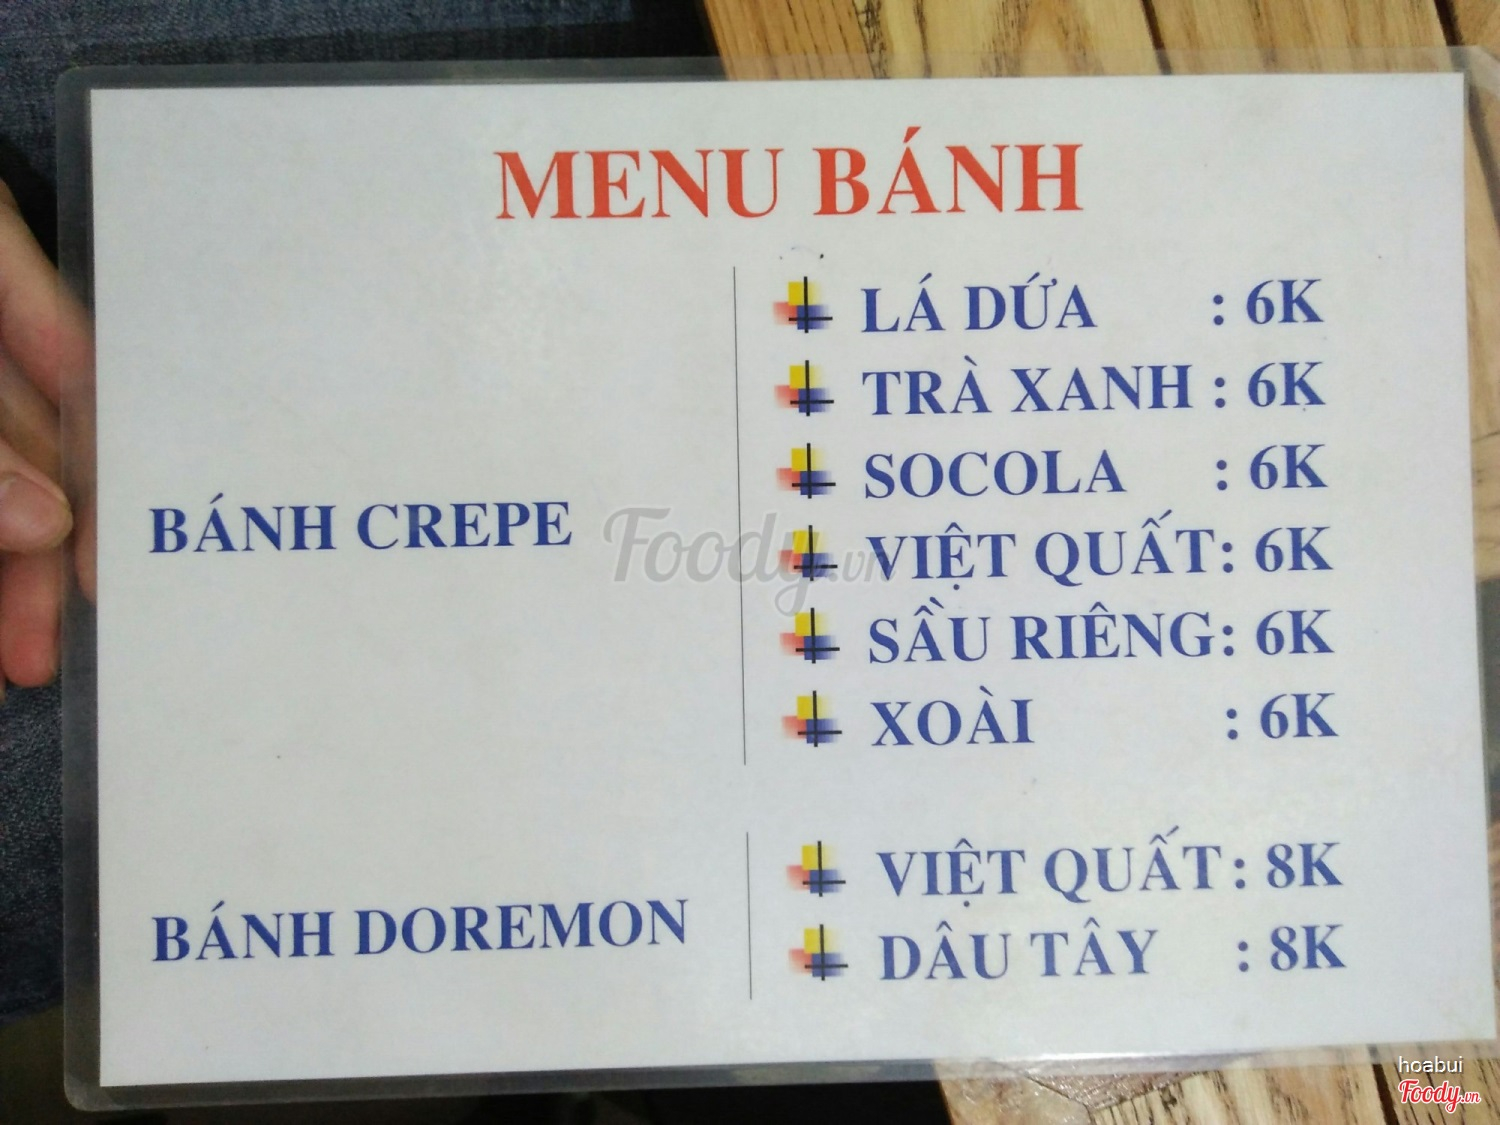 MENU BÁNH
BÁNH CREPE
LÁ DỨA : 6K
TRÀ XANH : 6K
SOCOLA : 6K
VIỆT QUẤT: 6K
SẦU RIÊNG: 6K
XOÀI : 6K
BÁNH DOREMON
VIỆT QUẤT: 8K
DÂU TÂY : 8K
Foody.vn
hoabui
Foody.vn